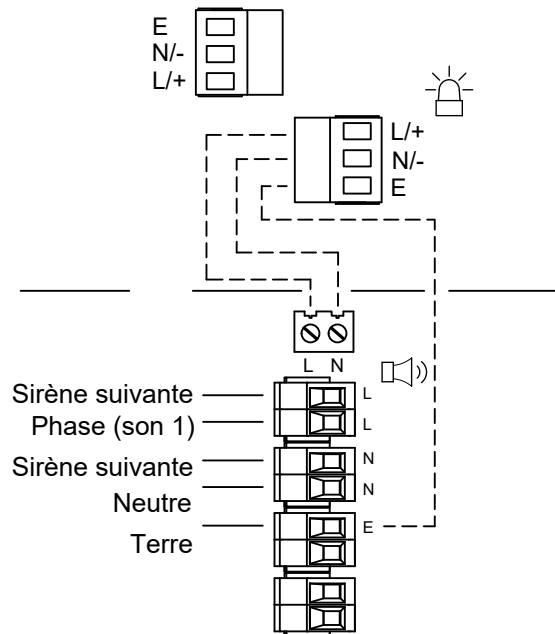 E
N/-
L/+
L/+
N/-
E
L N
Sirène suivante L
Phase (son 1) L
Sirène suivante N
Neutre N
Terre E